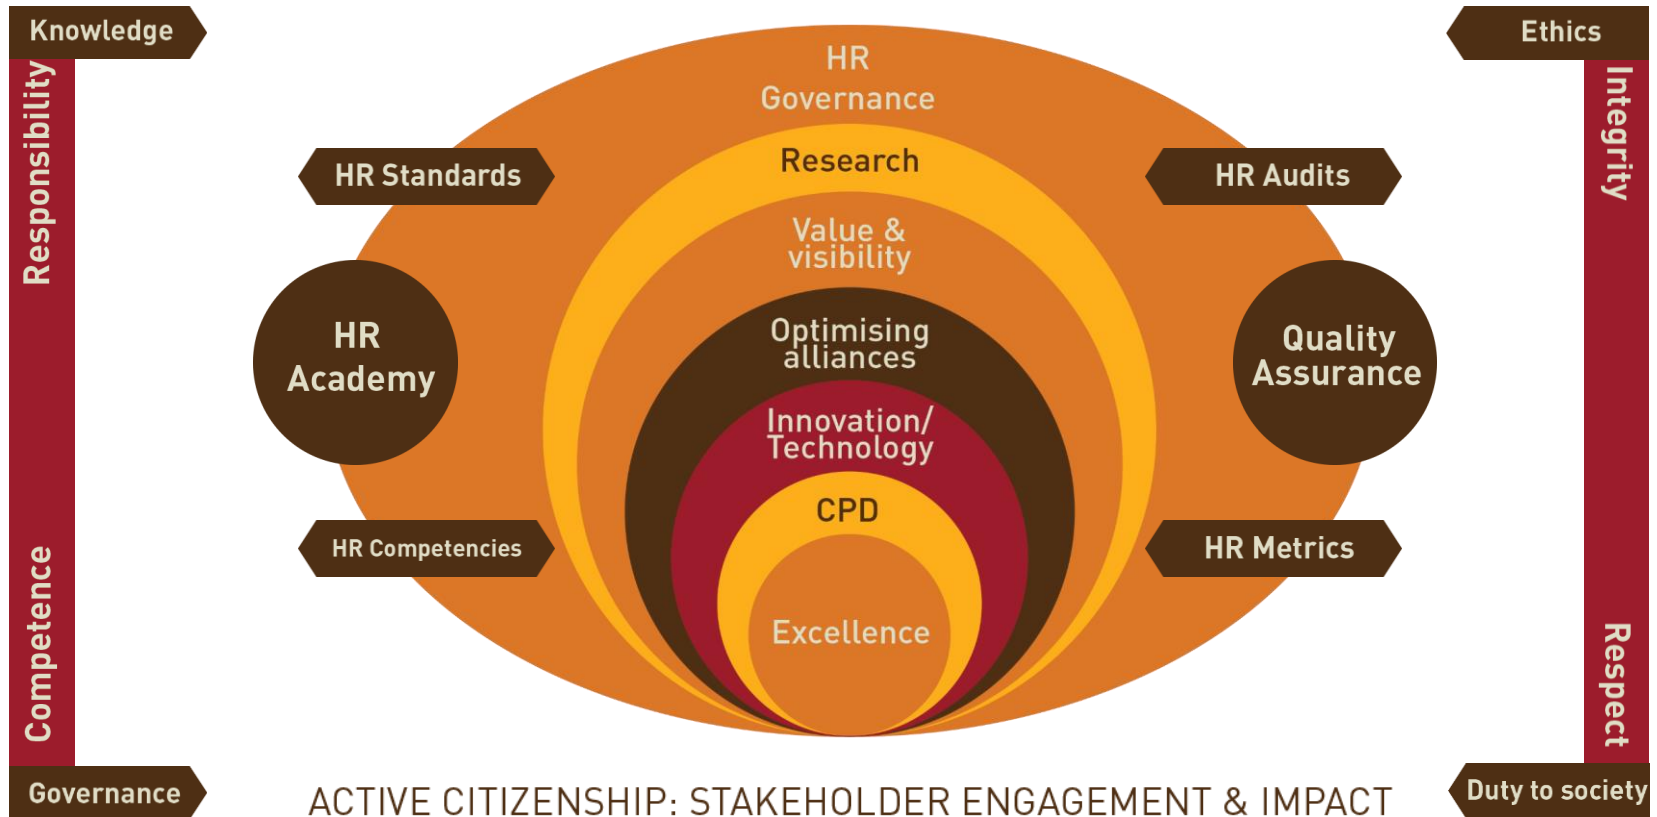 Knowledge
Responsibility
Competence
Governance
HR
Governance
Research
Value &
visibility
Optimising
alliances
Innovation/
Technology
CPD
Excellence
HR Standards
HR
Academy
HR Competencies
HR Audits
Quality
Assurance
HR Metrics
Ethics
Integrity
Respect
Duty to society
ACTIVE CITIZENSHIP: STAKEHOLDER ENGAGEMENT & IMPACT